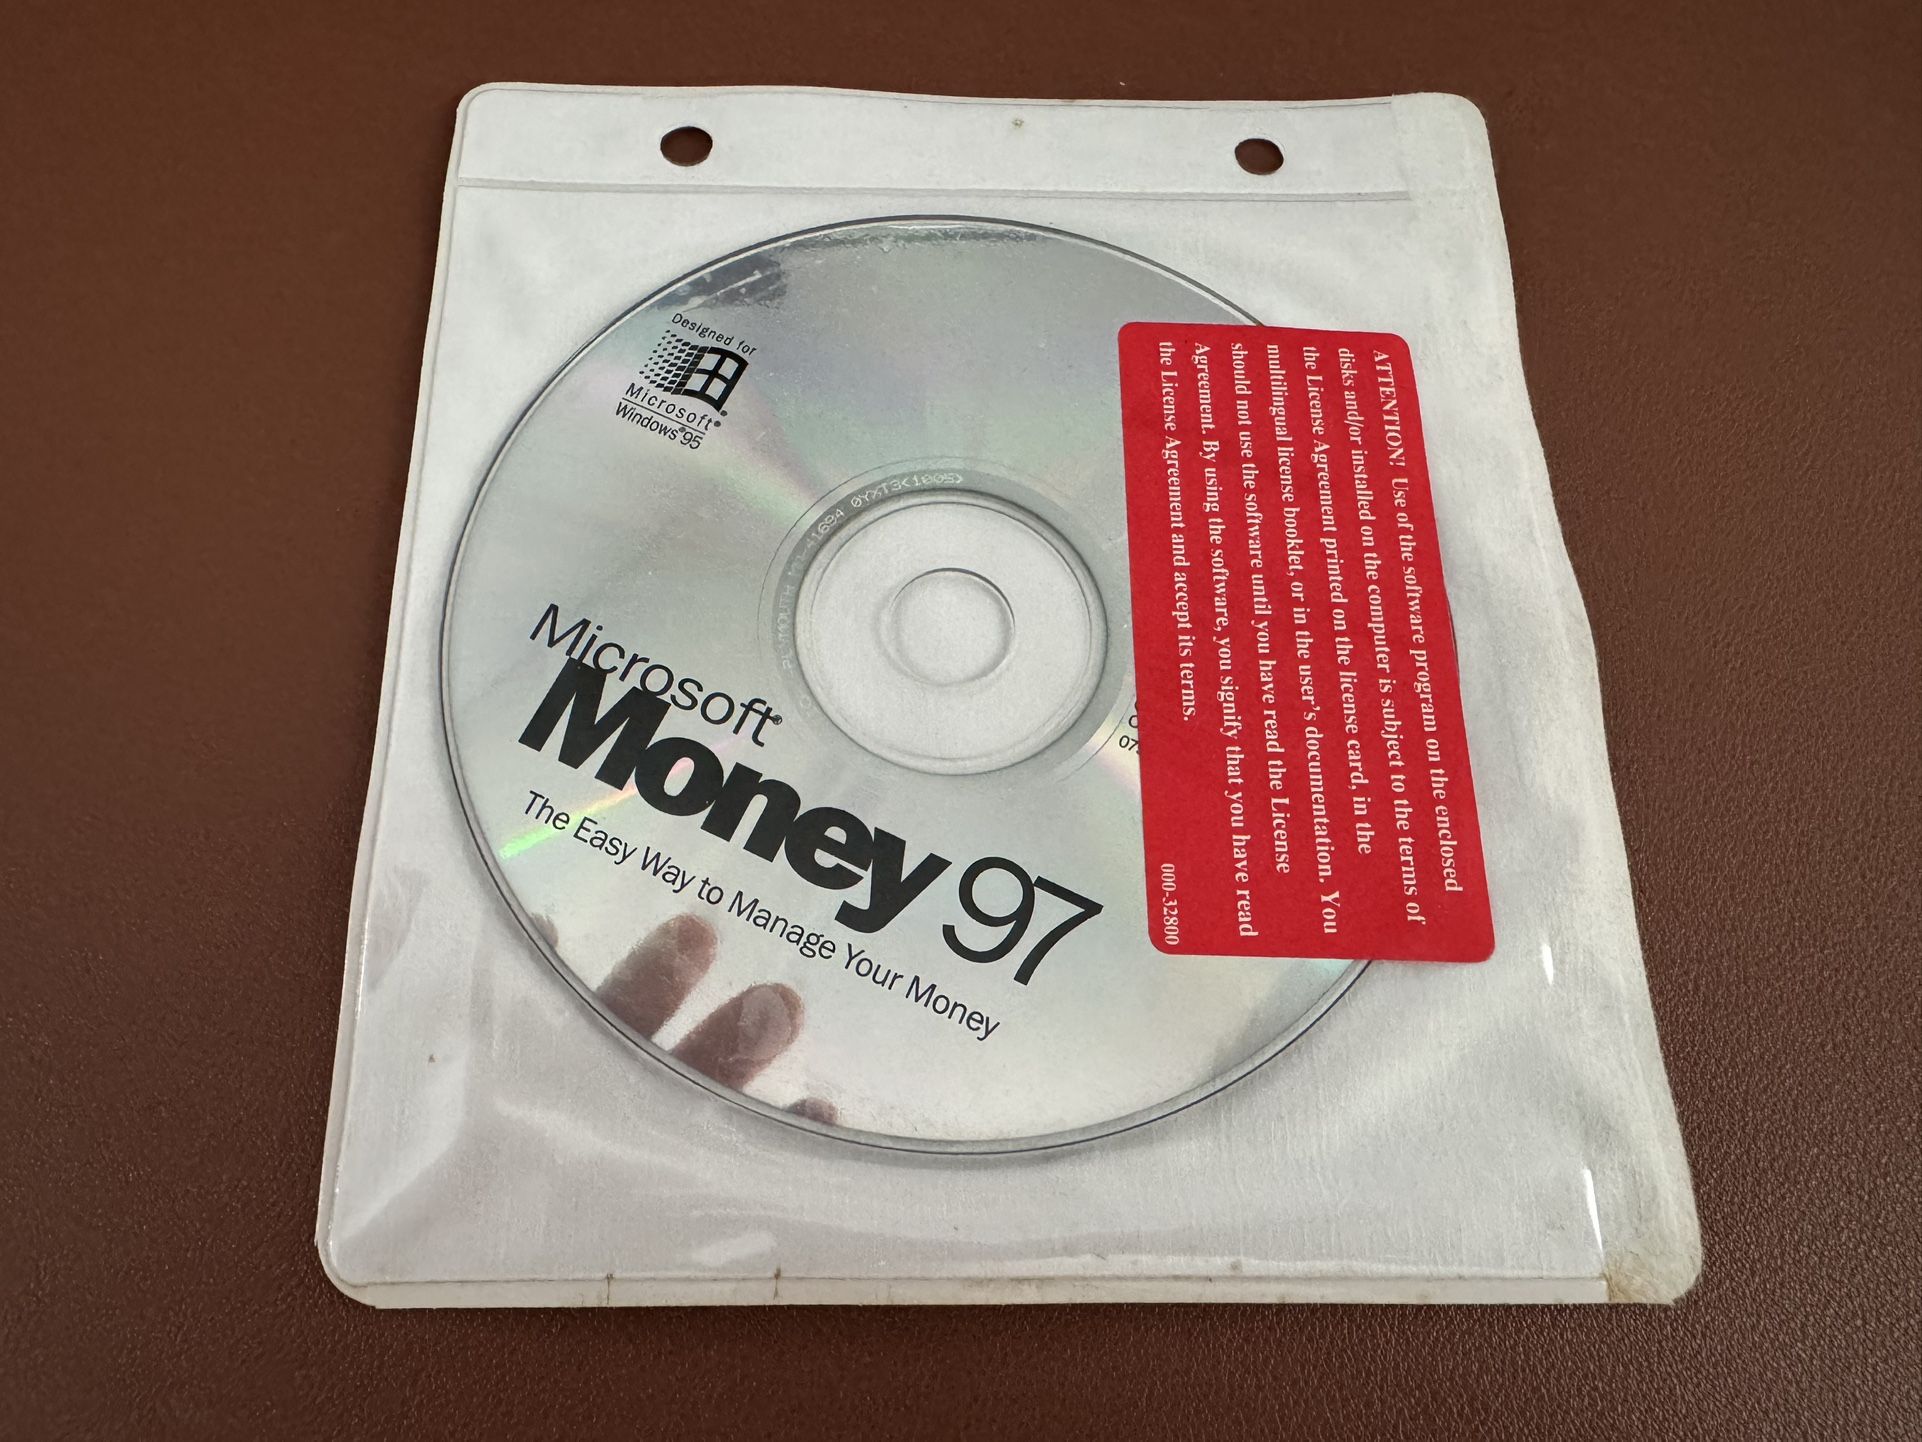 Designed for
Microsoft®
Windows®95
0YXT3<1005>
Microsoft®
Money 97
The Easy Way to Manage Your Money
ATTENTION! Use of the software program on the enclosed
disks and/or installed on the computer is subject to the terms of
the License Agreement printed on the license card, in the
multilingual license booklet, or in the user's documentation. You
should not use the software until you have read the License
Agreement. By using the software, you signify that you have read
the License Agreement and accept its terms.
000-32800